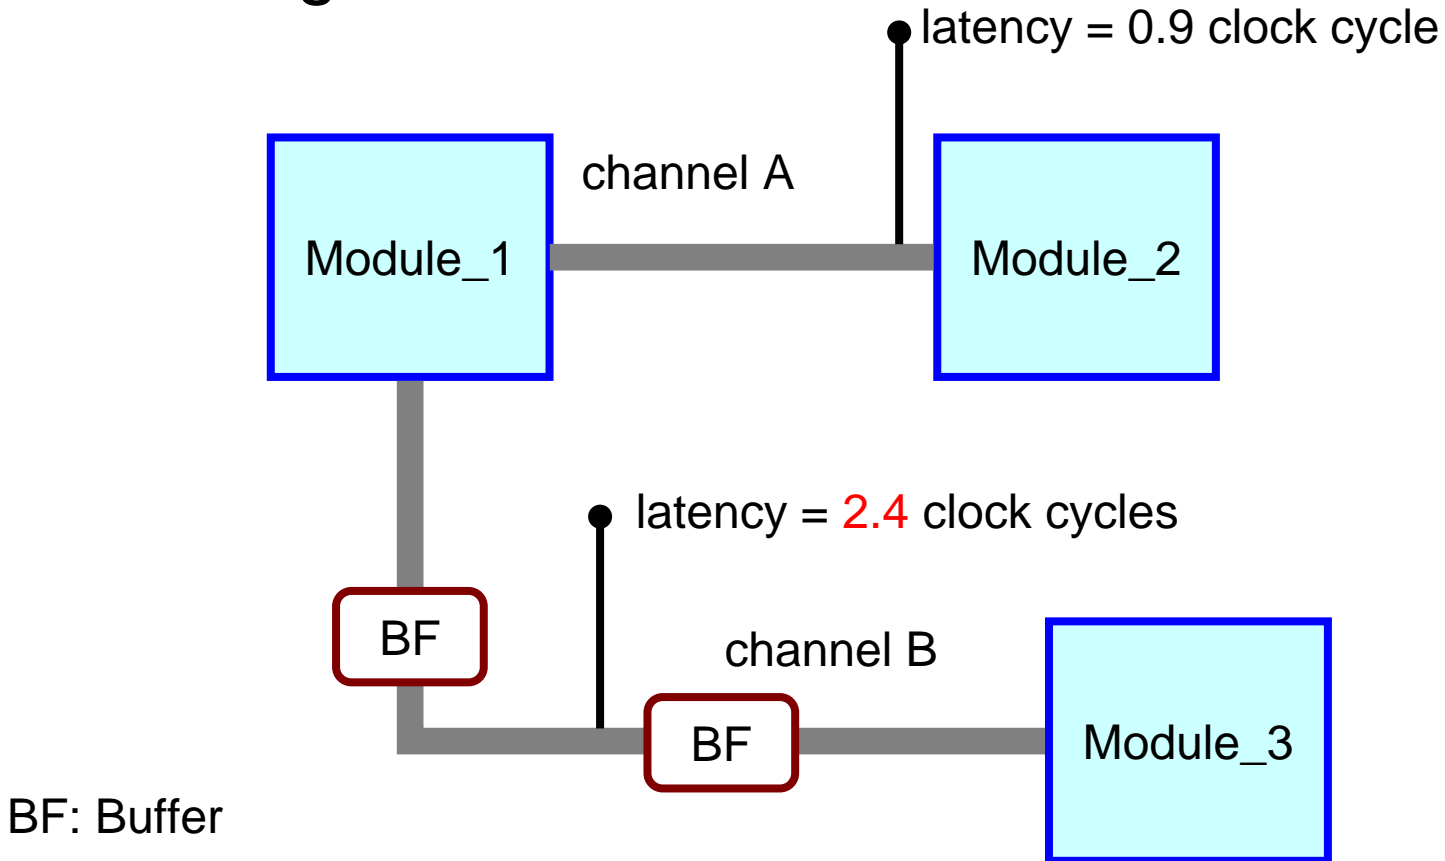 latency = 0.9 clock cycle
channel A
Module_1
Module_2
latency = 2.4 clock cycles
BF
channel B
BF
Module_3
BF: Buffer